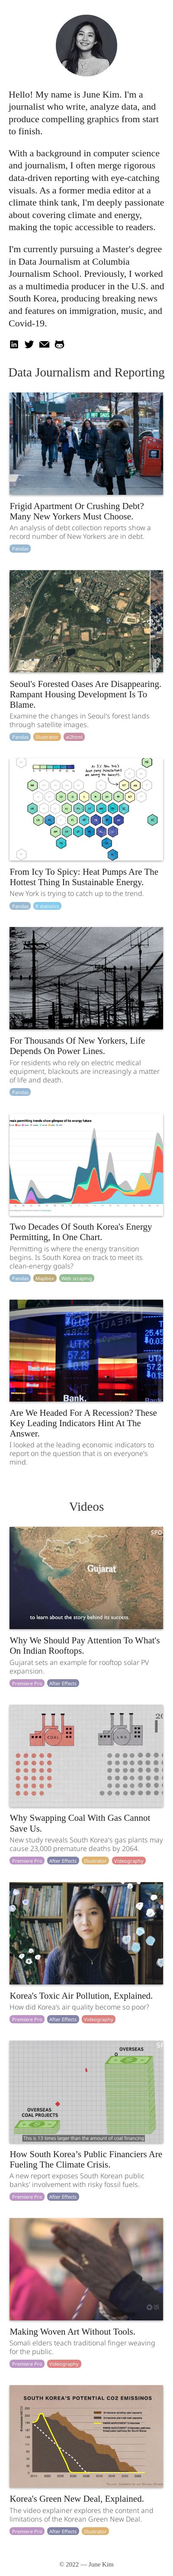 Hello! My name is June Kim. I'm a
journalist who write, analyze data, and
produce compelling graphics from start
to finish.
With a background in computer science
and journalism, I often merge rigorous
data-driven reporting with eye-catching
visuals. As a former media editor at a
climate think tank, I'm deeply passionate
about covering climate and energy,
making the topic accessible to readers.
I'm currently pursuing a Master's degree
in Data Journalism at Columbia
Journalism School. Previously, I worked
as a multimedia producer in the U.S. and
South Korea, producing breaking news
and features on immigration, music, and
Covid-19.
Data Journalism and Reporting
Frigid Apartment Or Crushing Debt?
Many New Yorkers Must Choose.
An analysis of debt collection reports show a
record number of New Yorkers are in debt.
Pandas
Seoul's Forested Oases Are Disappearing.
Rampant Housing Development Is To
Blame.
Examine the changes in Seoul's forest lands
through satellite images.
Pandas Illustrator ai2html
From Icy To Spicy: Heat Pumps Are The
Hottest Thing In Sustainable Energy.
New York is trying to catch up to the trend.
Pandas
For Thousands Of New Yorkers, Life
Depends On Power Lines.
For residents who rely on electric medical
equipment, blackouts are increasingly a matter
of life and death.
Pandas
Two Decades Of South Korea's Energy
Permitting, In One Chart.
Permitting is where the energy transition
begins. Is South Korea on track to meet its
clean-energy goals?
Pandas Web scraping
Bank.
Are We Headed For A Recession? These
Key Leading Indicators Hint At The
Answer.
I looked at the leading economic indicators to
report on the question that is on everyone's
mind.
Videos
Gujarat
to learn about the story behind its success.
Why We Should Pay Attention To What's
On Indian Rooftops.
Gujarat sets an example for rooftop solar PV
expansion.
Premiere Pro After Effects
COAL
Why Swapping Coal With Gas Cannot
Save Us.
New study reveals South Korea's gas plants may
cause 23,000 premature deaths by 2064.
Premiere Pro After Effects Illustrator Videography
Korea's Toxic Air Pollution, Explained.
How did Korea's air quality become so poor?
Premiere Pro After Effects Videography
OVERSEAS
OVERSEAS
COAL PROJECTS
This is 13 times larger than the amount of coal financing
How South Korea's Public Financiers Are
Fueling The Climate Crisis.
A new report exposes South Korean public
banks' involvement with risky fossil fuels.
Premiere Pro After Effects
Making Woven Art Without Tools.
Somali elders teach traditional finger weaving
for the public.
Premiere Pro Videography
SOUTH KOREA'S POTENTIAL CO2 EMISSIONS
Korea's Green New Deal, Explained.
The video explainer explores the content and
limitations of the Korean Green New Deal.
Premiere Pro After Effects Illustrator
© 2022 — June Kim